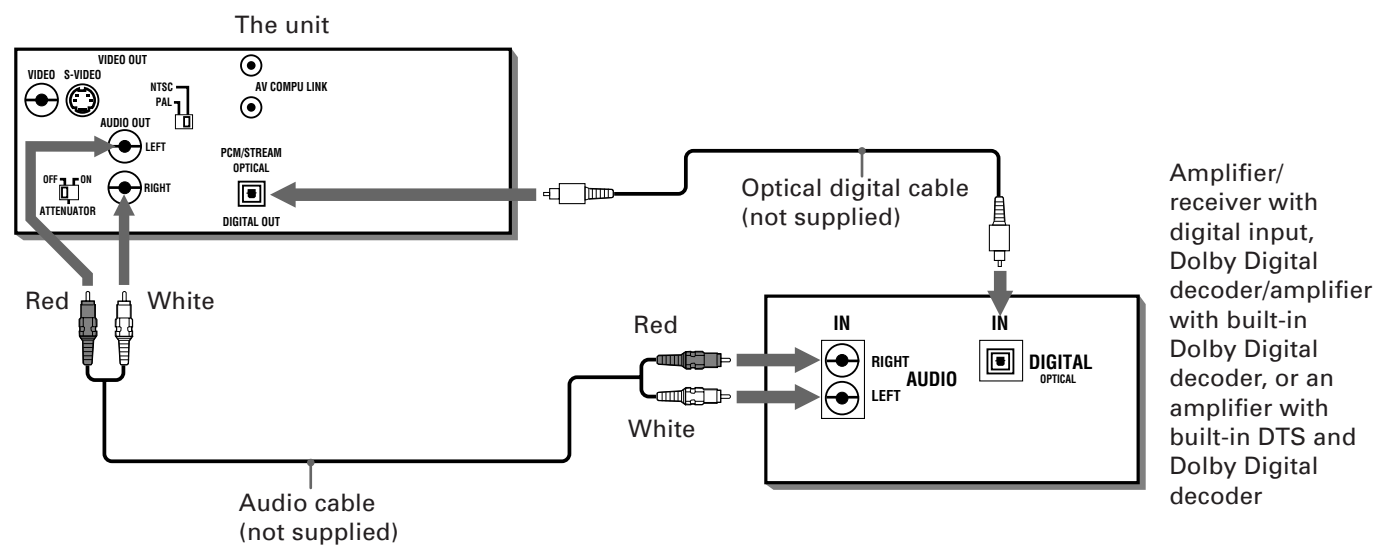 The unit
VIDEO OUT
VIDEO S-VIDEO
NTSC
PAL
AV COMPU LINK
AUDIO OUT
LEFT
PCM/STREAM
OPTICAL
OFF ON
RIGHT
ATTENUATOR
DIGITAL OUT
Optical digital cable
(not supplied)
Amplifier/
receiver with
digital input,
Dolby Digital
decoder/amplifier
with built-in
Dolby Digital
decoder, or an
amplifier with
built-in DTS and
Dolby Digital
decoder
Red
White
Red
White
IN
RIGHT
LEFT
AUDIO
IN
DIGITAL
OPTICAL
Audio cable
(not supplied)